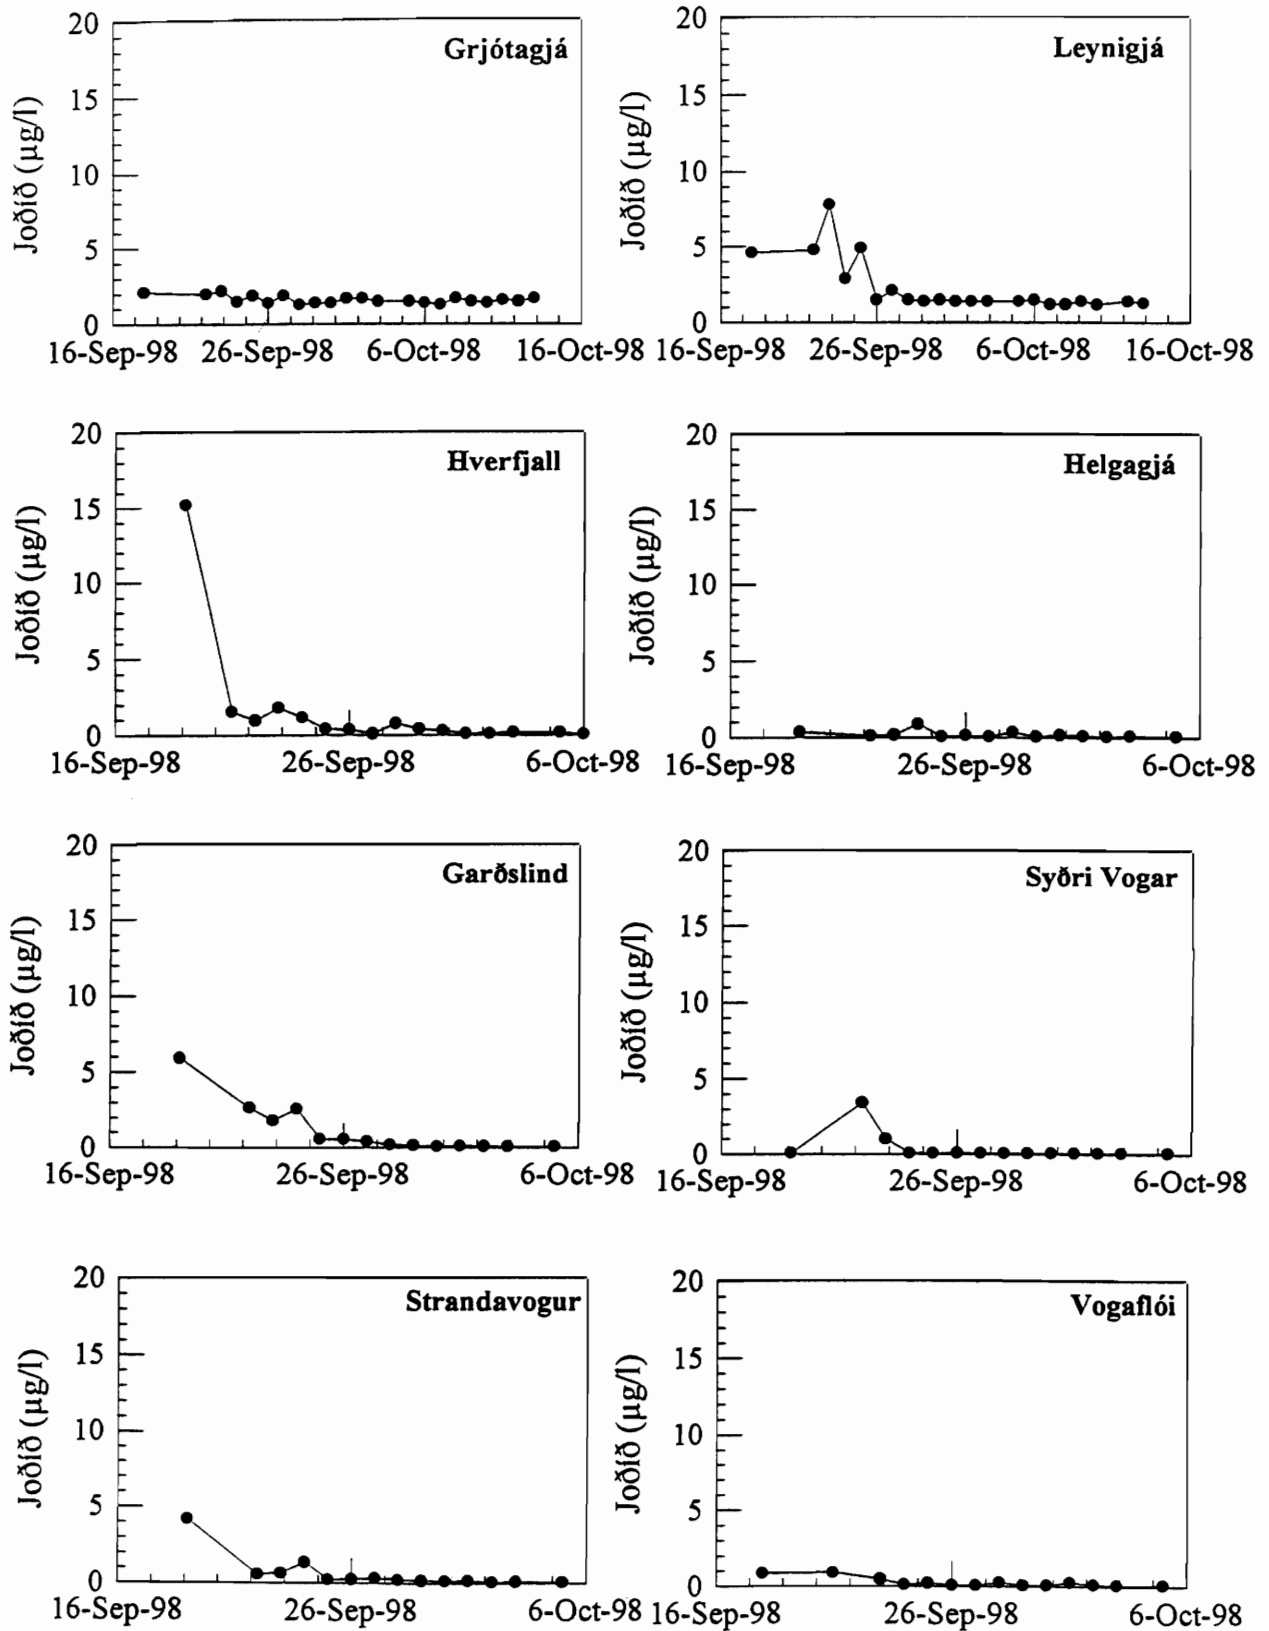 Grjótagjá
Joðíð (µg/l)
20
15
10
5
0
16-Sep-98 26-Sep-98 6-Oct-98 16-Oct-98
Leynigjá
Joðíð (µg/l)
20
15
10
5
0
16-Sep-98 26-Sep-98 6-Oct-98 16-Oct-98
Hverfjall
Joðíð (µg/l)
20
15
10
5
0
16-Sep-98 26-Sep-98 6-Oct-98
Helgagjá
Joðíð (µg/l)
20
15
10
5
0
16-Sep-98 26-Sep-98 6-Oct-98
Garðslind
Joðíð (µg/l)
20
15
10
5
0
16-Sep-98 26-Sep-98 6-Oct-98
Syðri Vogar
Joðíð (µg/l)
20
15
10
5
0
16-Sep-98 26-Sep-98 6-Oct-98
Strandavogur
Joðíð (µg/l)
20
15
10
5
0
16-Sep-98 26-Sep-98 6-Oct-98
Vogaflói
Joðíð (µg/l)
20
15
10
5
0
16-Sep-98 26-Sep-98 6-Oct-98